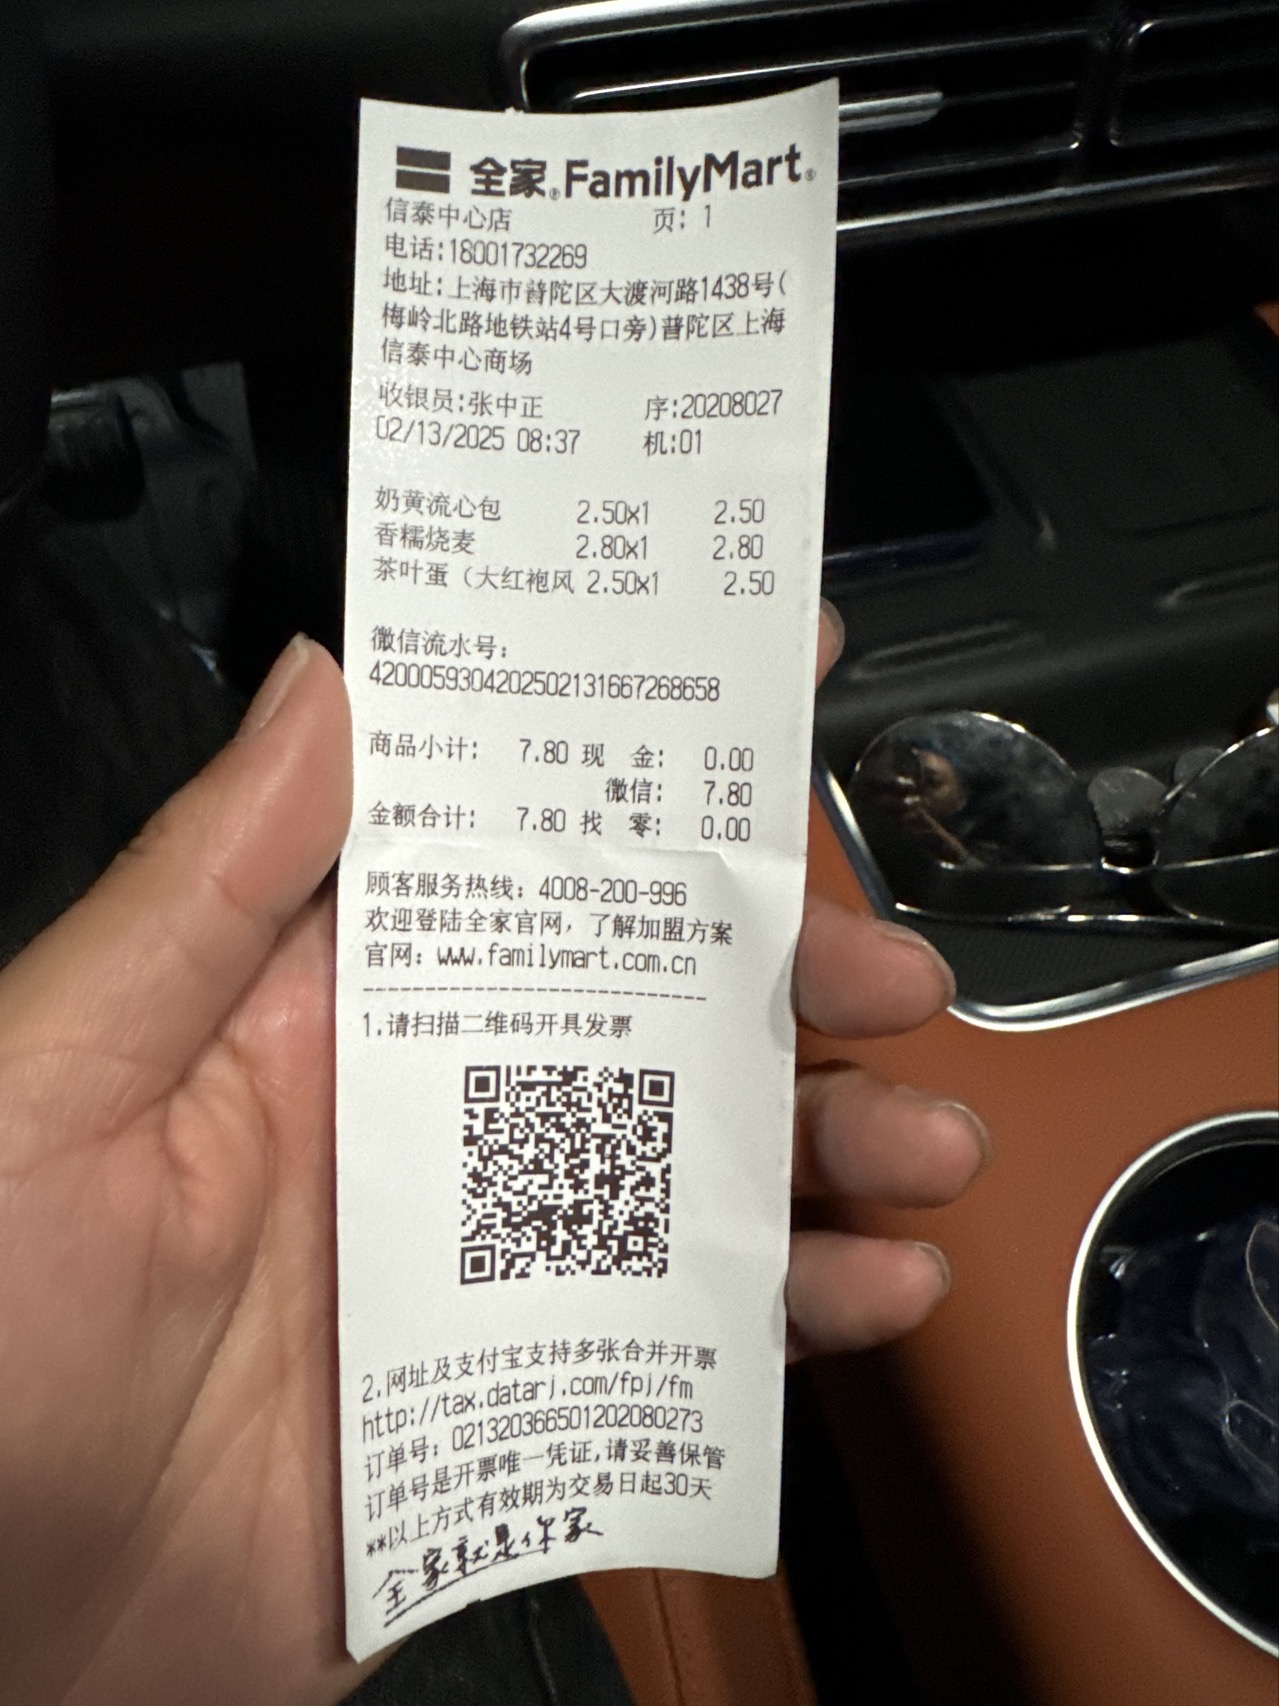 全家 FamilyMart
信泰中心店 页: 1
电话:18001732269
地址:上海市普陀区大渡河路1438号(
梅岭北路地铁站4号口旁)普陀区上海
信泰中心商场
收银员:张中正 序:20208027
02/13/2025 08:37 机:01
奶黄流心包 2.50x1 2.50
香糯烧麦 2.80x1 2.80
茶叶蛋（大红袍风 2.50x1 2.50
微信流水号:
4200059304202502131667268658
商品小计: 7.80 现 金: 0.00
微信: 7.80
金额合计: 7.80 找 零: 0.00
顾客服务热线: 4008-200-996
欢迎登陆全家官网，了解加盟方案
官网: www.familymart.com.cn
---------------------------
1.请扫描二维码开具发票
2.网址及支付宝支持多张合并开票
http://tax.datarj.com/fpj/fm
订单号: 021320366501202080273
订单号是开票唯一凭证,请妥善保管
**以上方式有效期为交易日起30天
全家就是你家